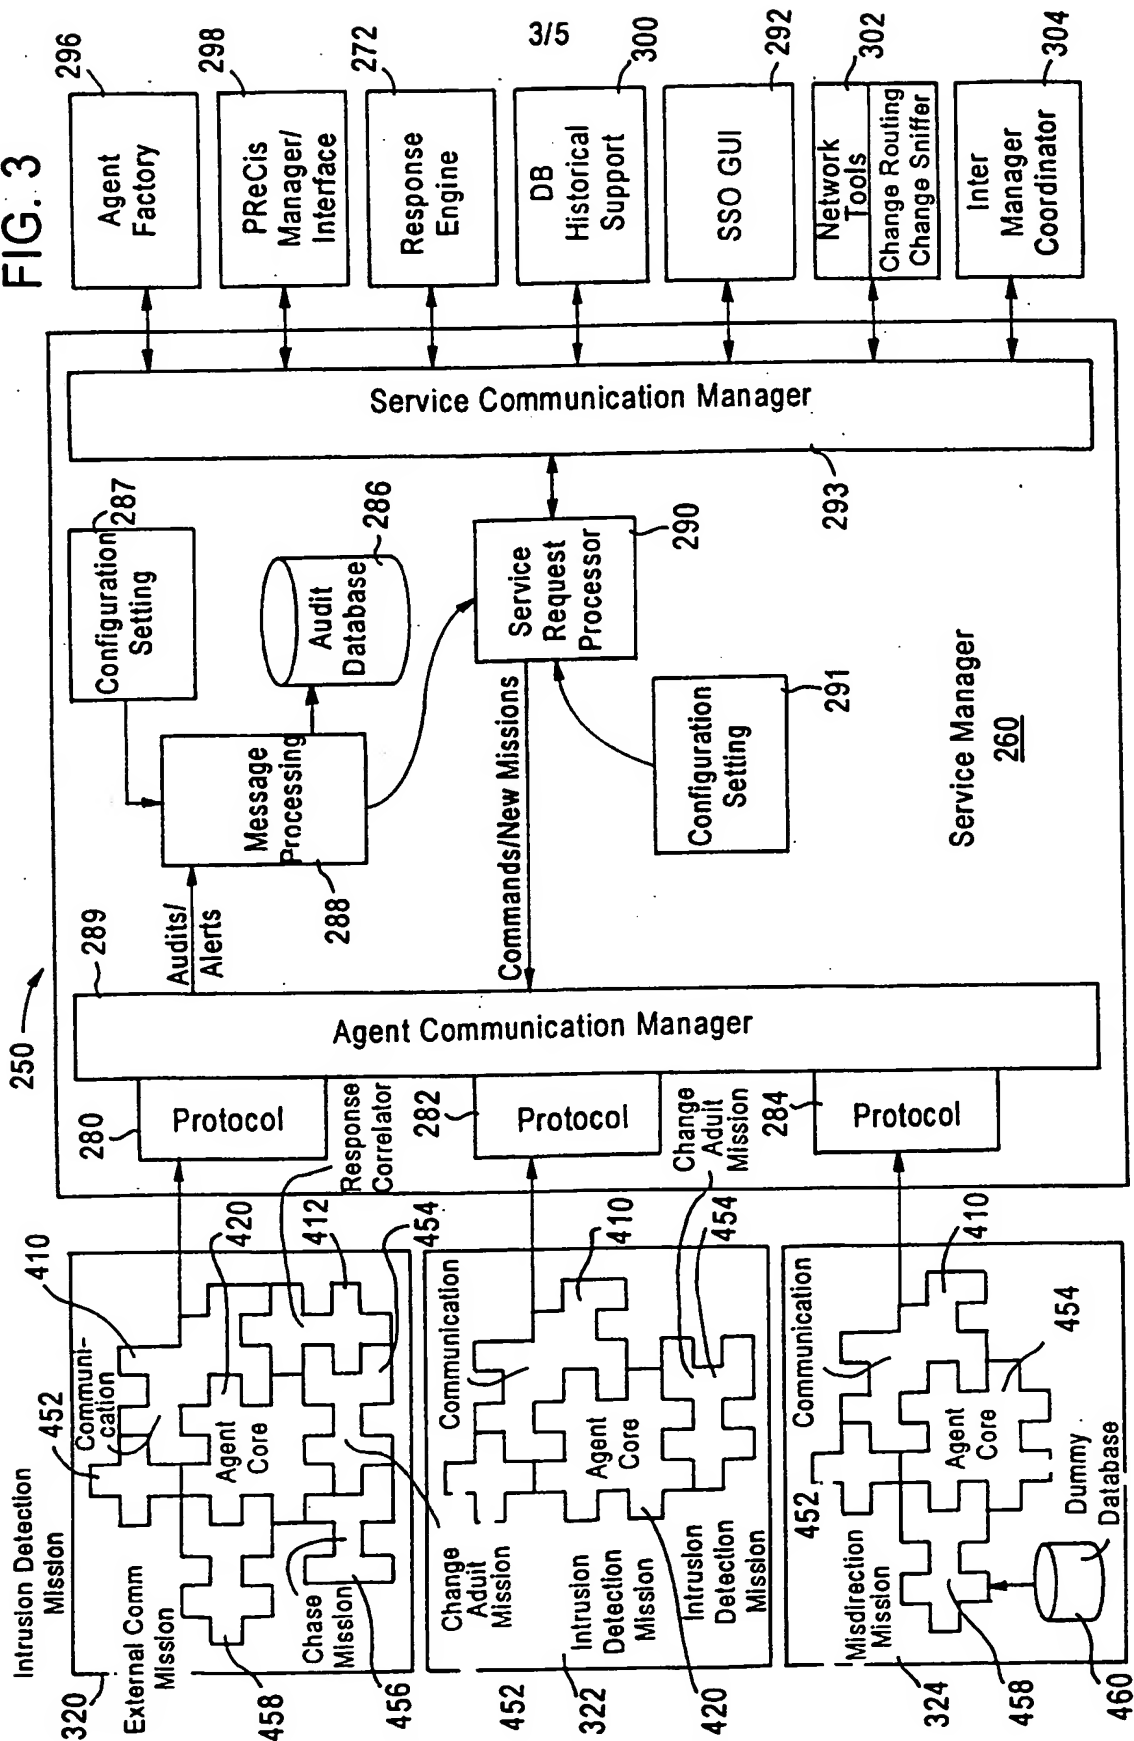 FIG. 3
3/5
250
Intrusion Detection
Mission
320
External Comm
Mission
458
Chase
Mission
456
452
Communi-
cation
410
Agent
Core
420
412
454
Response
Correlator
Change
Aduit
Mission
452
Intrusion
Detection
Mission
322
Communication
410
Agent
Core
454
Change
Aduit
Mission
420
Intrusion
Detection
Mission
452
Misdirection
Mission
324
458
460
Communication
410
Agent
Core
454
Dummy
Database
280
Protocol
282
Protocol
284
Protocol
289
Agent Communication Manager
Audits/
Alerts
288
Message
Processing
Configuration
Setting
287
Audit
Database
286
Commands/New Missions
Service
Request
Processor
290
Configuration
Setting
291
Service Manager
260
Service Communication Manager
293
Agent
Factory
296
PReCis
Manager/
Interface
298
Response
Engine
272
DB
Historical
Support
300
SSO GUI
292
Network
Tools
Change Routing
Change Sniffer
302
Inter
Manager
Coordinator
304